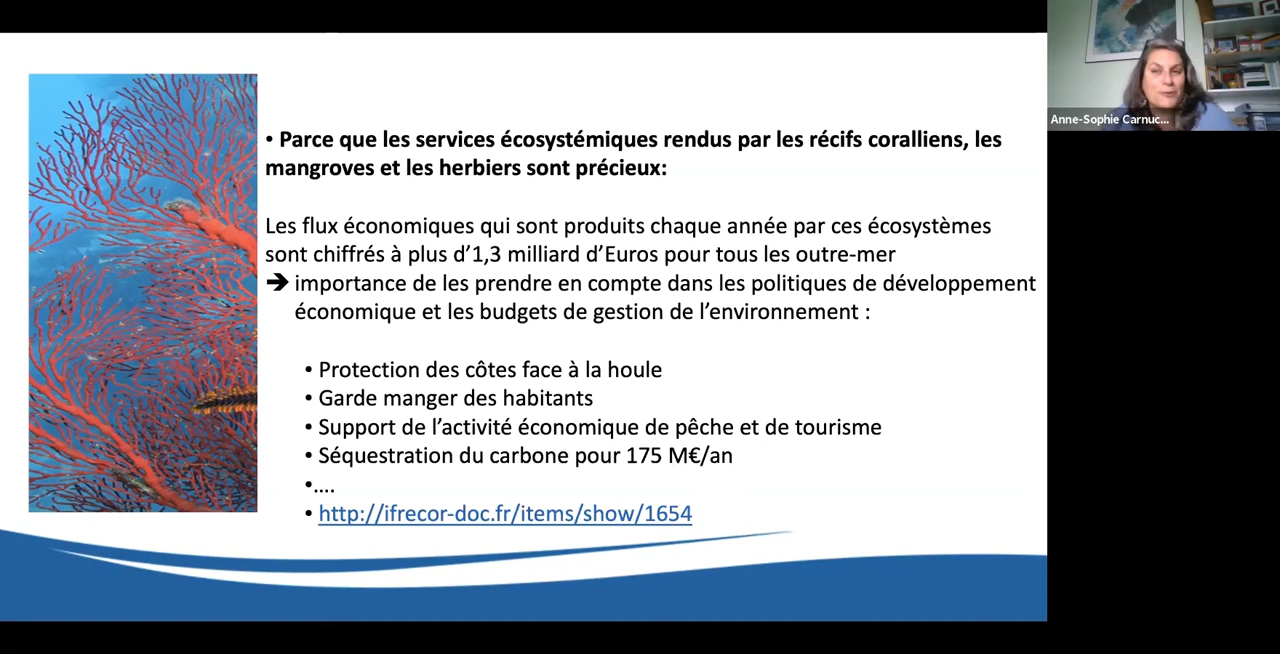 • Parce que les services écosystémiques rendus par les récifs coralliens, les
mangroves et les herbiers sont précieux:
Les flux économiques qui sont produits chaque année par ces écosystèmes
sont chiffrés à plus d’1,3 milliard d’Euros pour tous les outre-mer
➔ importance de les prendre en compte dans les politiques de développement
économique et les budgets de gestion de l’environnement :
• Protection des côtes face à la houle
• Garde manger des habitants
• Support de l’activité économique de pêche et de tourisme
• Séquestration du carbone pour 175 M€/an
•....
• http://ifrecor-doc.fr/items/show/1654
Anne-Sophie Carnuc...